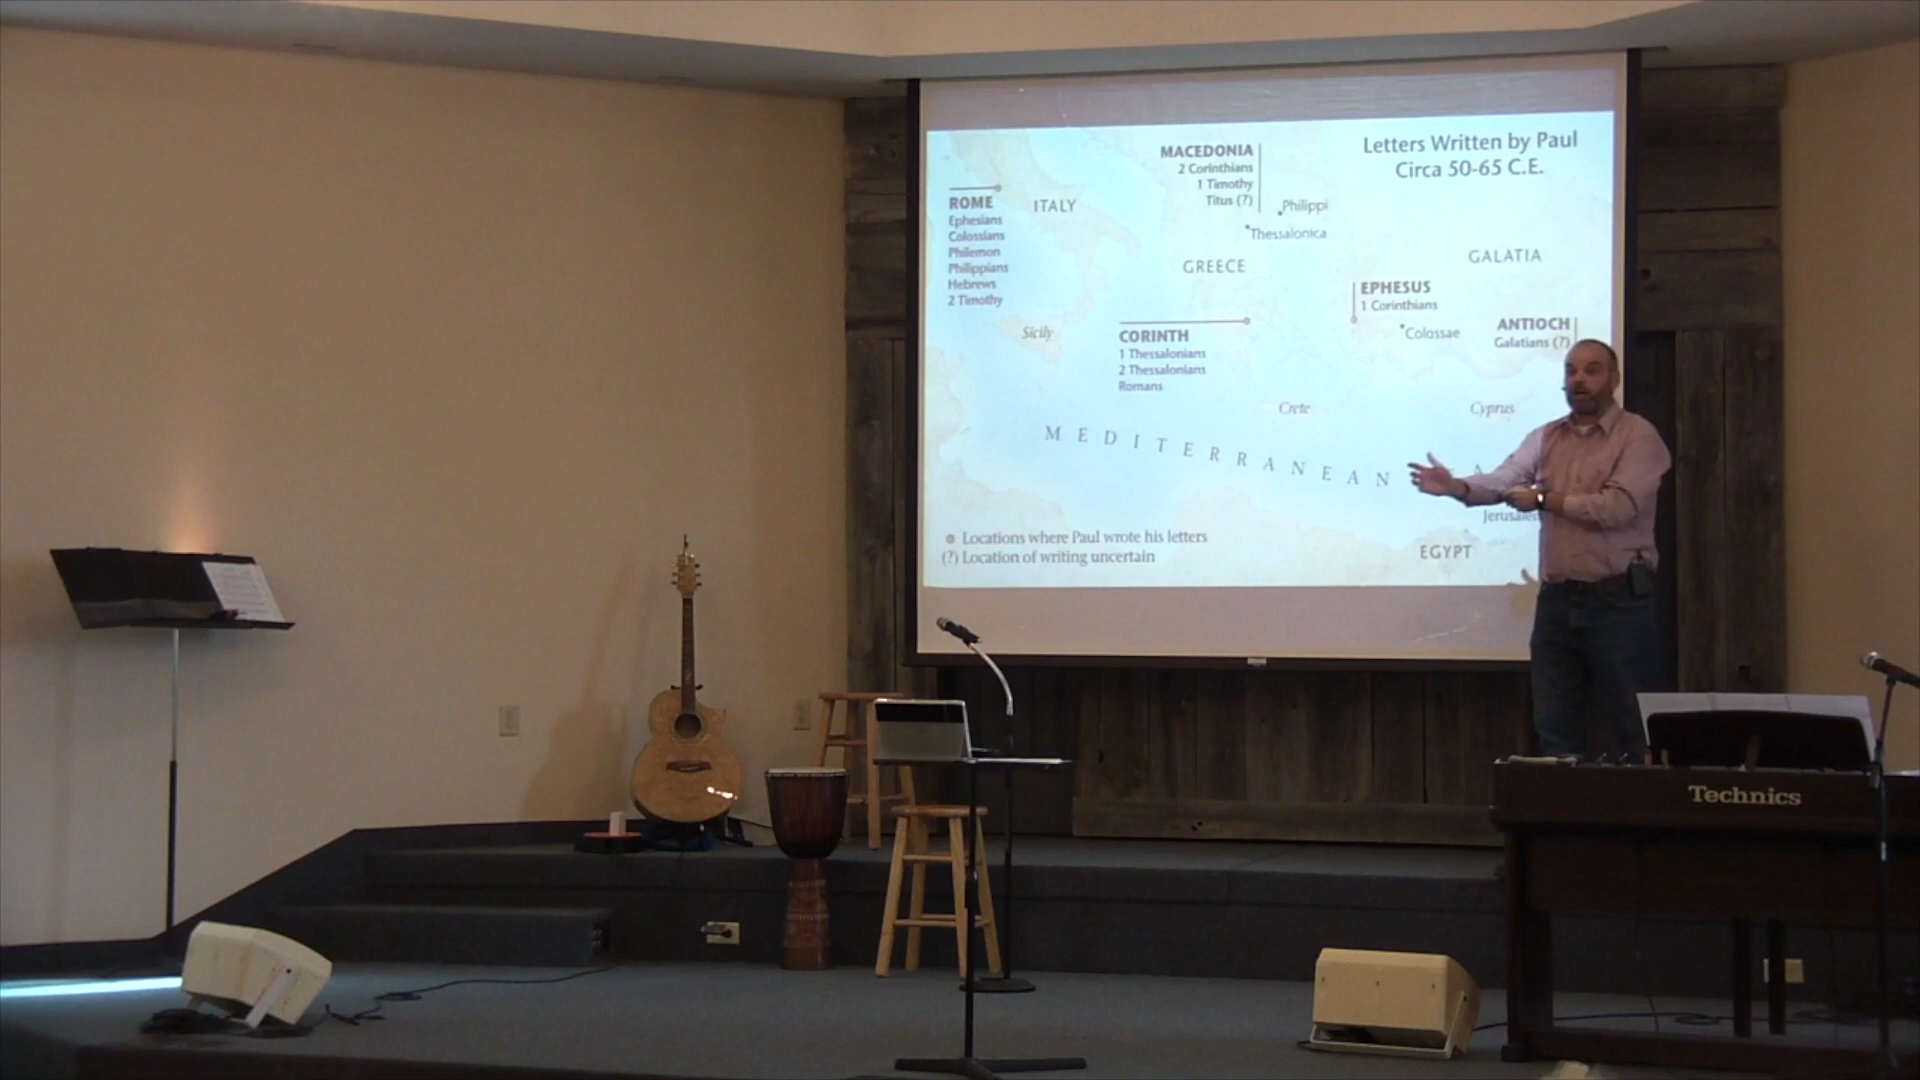 Letters Written by Paul
Circa 50-65 C.E.
MACEDONIA
2 Corinthians
1 Timothy
Titus (?)
Philippi
Thessalonica
ROME
Ephesians
Colossians
Philemon
Philippians
Hebrews
2 Timothy
ITALY
GREECE
GALATIA
EPHESUS
1 Corinthians
Colossae
ANTIOCH
Galatians (?)
Sicily
CORINTH
1 Thessalonians
2 Thessalonians
Romans
Crete
Cyprus
MEDITERRANEAN
EGYPT
Locations where Paul wrote his letters
(?) Location of writing uncertain
Technics